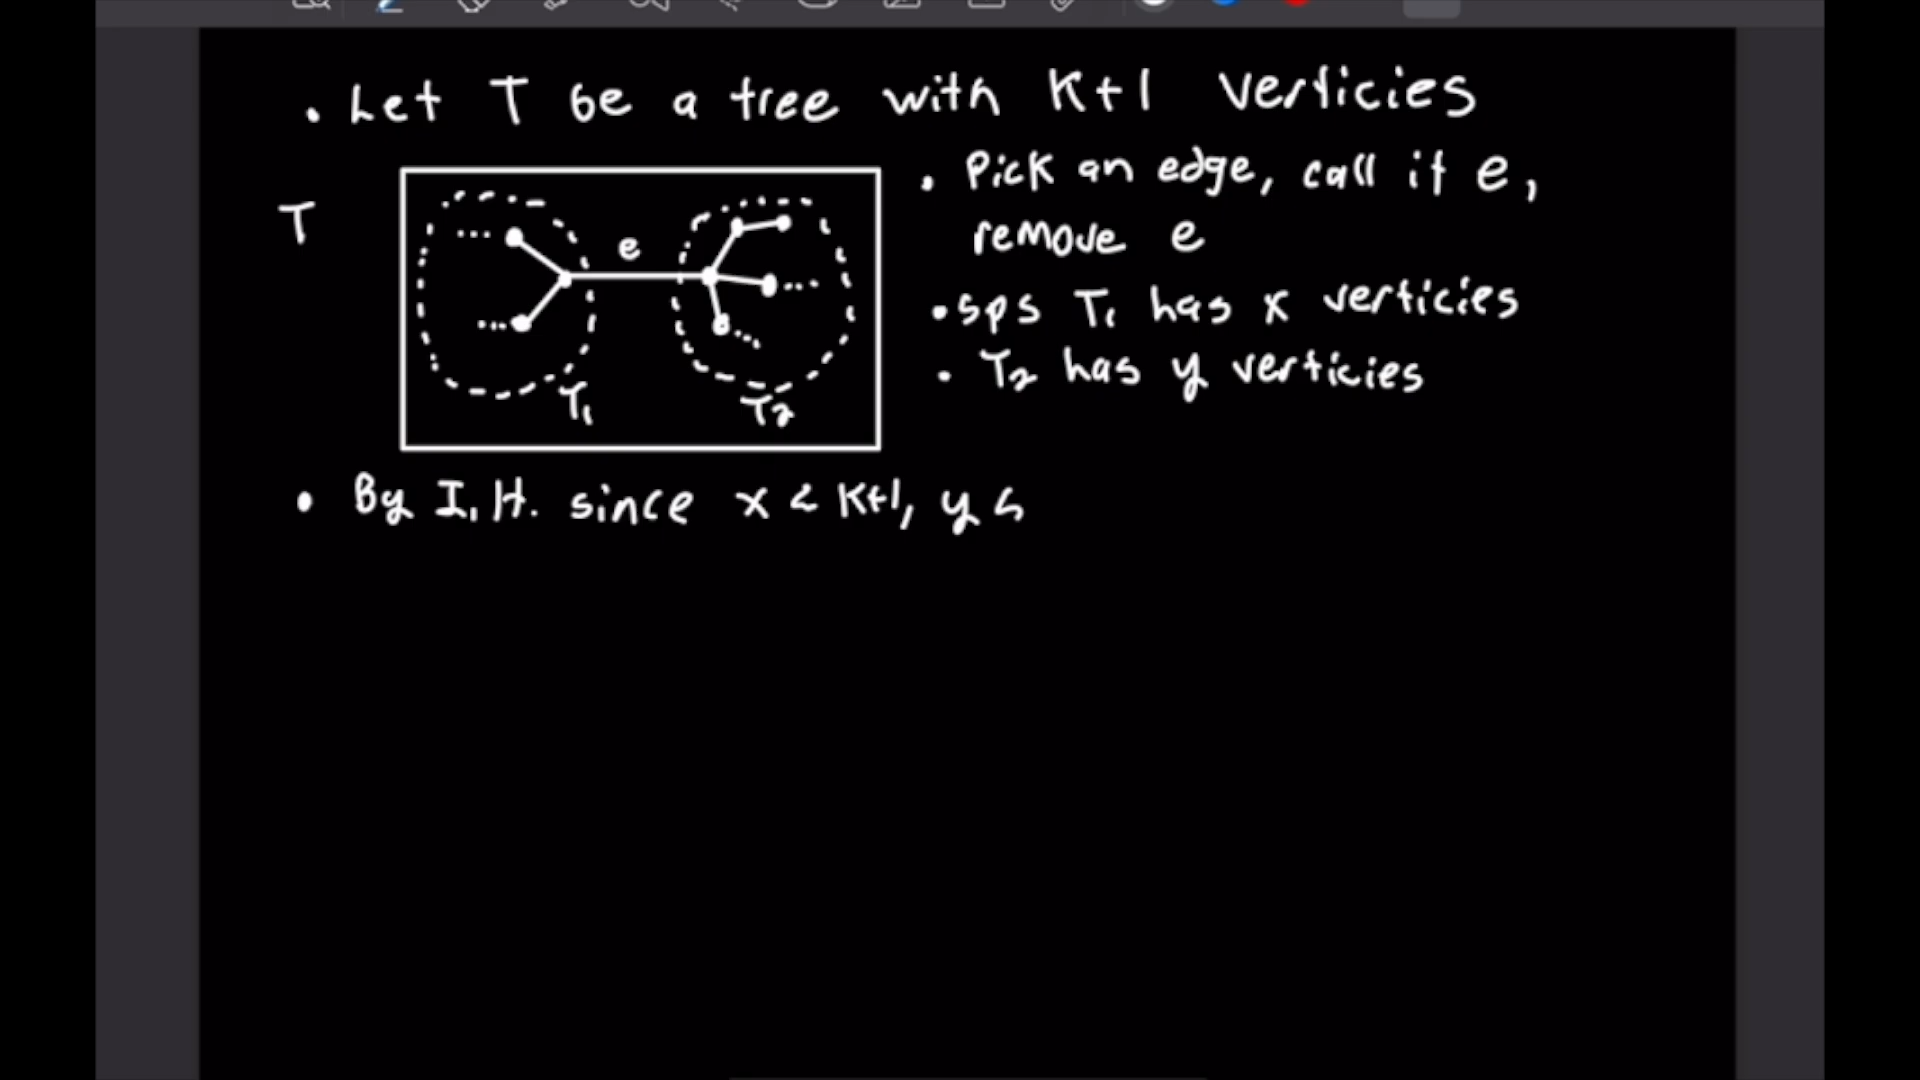 • Let T be a tree with K+1 verticies
• Pick an edge, call it e,
T
e
remove e
• sps T₁ has x verticies
• T₂ has y verticies
T₁ T₂
• By I.H. since x < K+1, y <